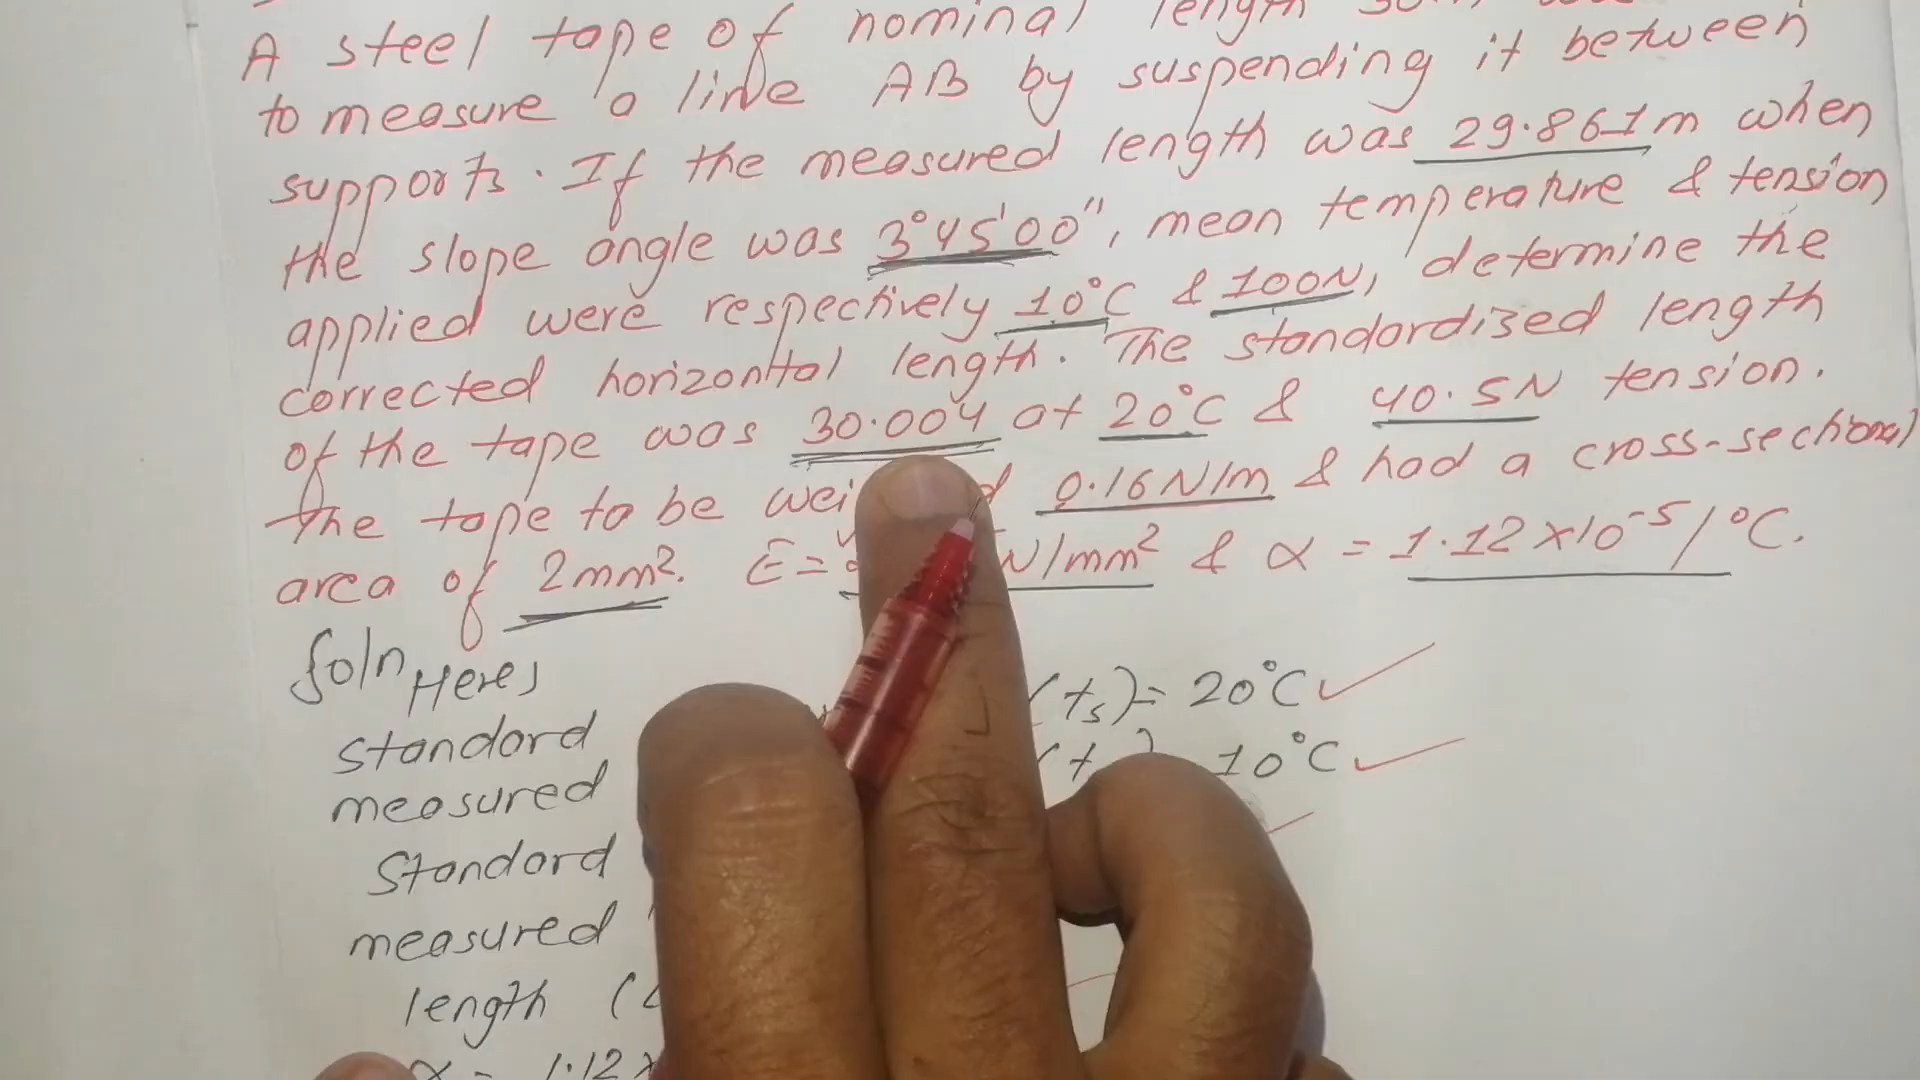 A steel tape of nominal length
to measure a line AB by suspending it between
supports. If the measured length was 29.861m when
the slope angle was 3°45'00", mean temperature & tension
applied were respectively 10°C & 100N, determine the
corrected horizontal length. The standardized length
of the tape was 30.004 at 20°C & 40.5N tension.
The tape to be 0.16N/m & had a cross-sectional
area of 2mm². E= N/mm² & α = 1.12×10⁻⁵/°C.
Soln Here,
standard (ts)= 20°C ✓
measured 10°C ✓
Standard
measured
length
α = 1.12×